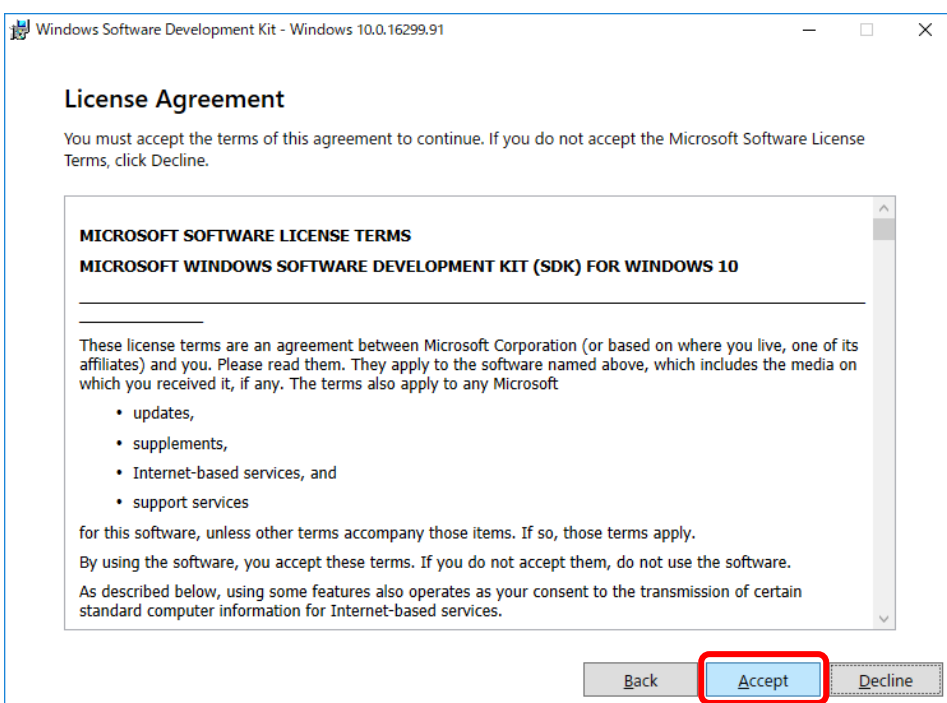 Windows Software Development Kit - Windows 10.0.16299.91
License Agreement
You must accept the terms of this agreement to continue. If you do not accept the Microsoft Software License
Terms, click Decline.
MICROSOFT SOFTWARE LICENSE TERMS
MICROSOFT WINDOWS SOFTWARE DEVELOPMENT KIT (SDK) FOR WINDOWS 10
These license terms are an agreement between Microsoft Corporation (or based on where you live, one of its
affiliates) and you. Please read them. They apply to the software named above, which includes the media on
which you received it, if any. The terms also apply to any Microsoft
• updates,
• supplements,
• Internet-based services, and
• support services
for this software, unless other terms accompany those items. If so, those terms apply.
By using the software, you accept these terms. If you do not accept them, do not use the software.
As described below, using some features also operates as your consent to the transmission of certain
standard computer information for Internet-based services.
Back Accept Decline